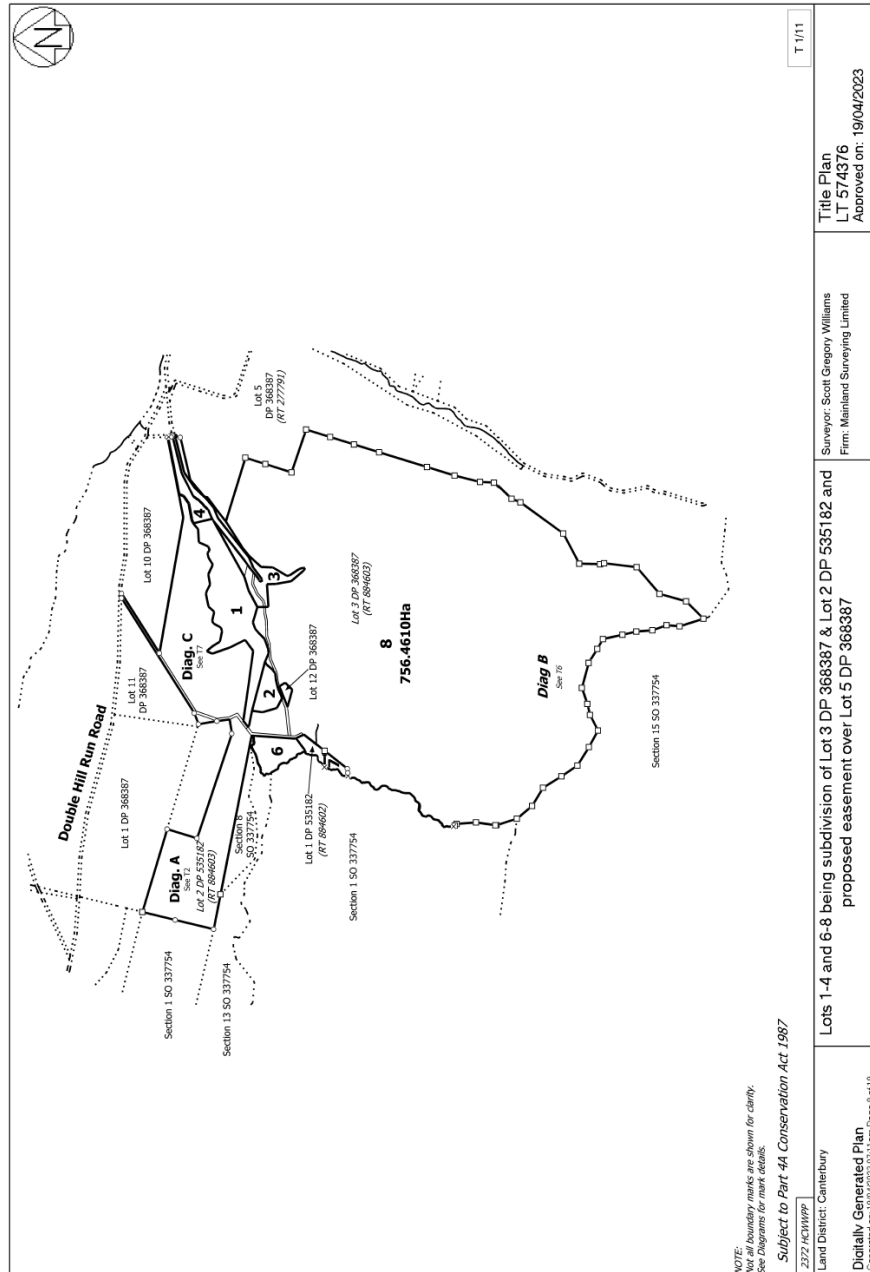 N
T 1/11
Double Hill Run Road
Lot 1 DP 368387
Lot 11
DP 368387
Lot 10 DP 368387
Lot 5
DP 368387
(RT 277791)
Section 1 SO 337754
Diag. A
See T2
Lot 2 DP 535182
(RT 884603)
Section 13 SO 337754
Section 8
SO 337754
Diag. C
See T7
1
2
3
4
6
7
Lot 12 DP 368387
Lot 1 DP 535182
(RT 884602)
Section 1 SO 337754
Lot 3 DP 368387
(RT 884603)
8
756.4610Ha
Diag B
See T6
Section 15 SO 337754
NOTE:
Not all boundary marks are shown for clarity.
See Diagrams for mark details.
Subject to Part 4A Conservation Act 1987
2372 HCWWPP
Land District: Canterbury
Digitally Generated Plan
Lots 1-4 and 6-8 being subdivision of Lot 3 DP 368387 & Lot 2 DP 535182 and
proposed easement over Lot 5 DP 368387
Surveyor: Scott Gregory Williams
Firm: Mainland Surveying Limited
Title Plan
LT 574376
Approved on: 19/04/2023